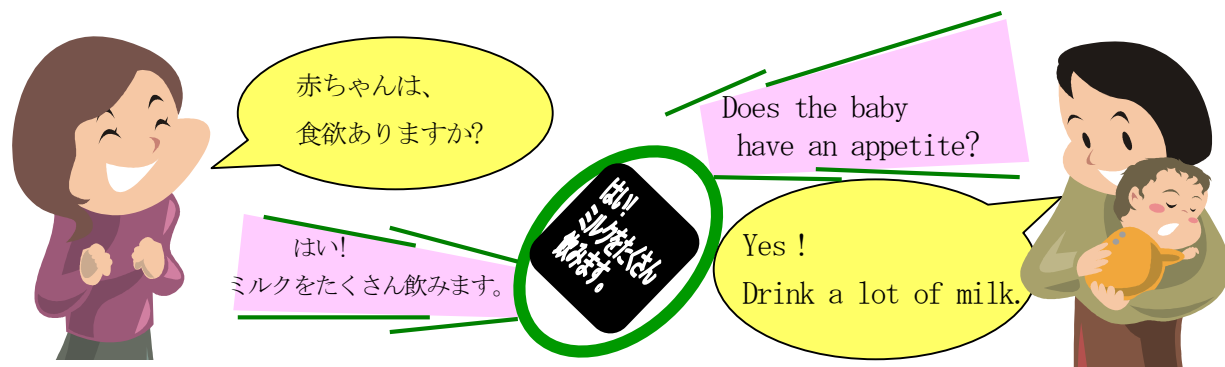 赤ちゃんは、
食欲ありますか?
Does the baby
have an appetite?
Yes !
Drink a lot of milk.
はい!
ミルクをたくさん
飲みます。
はい!
ミルクをたくさん飲みます。